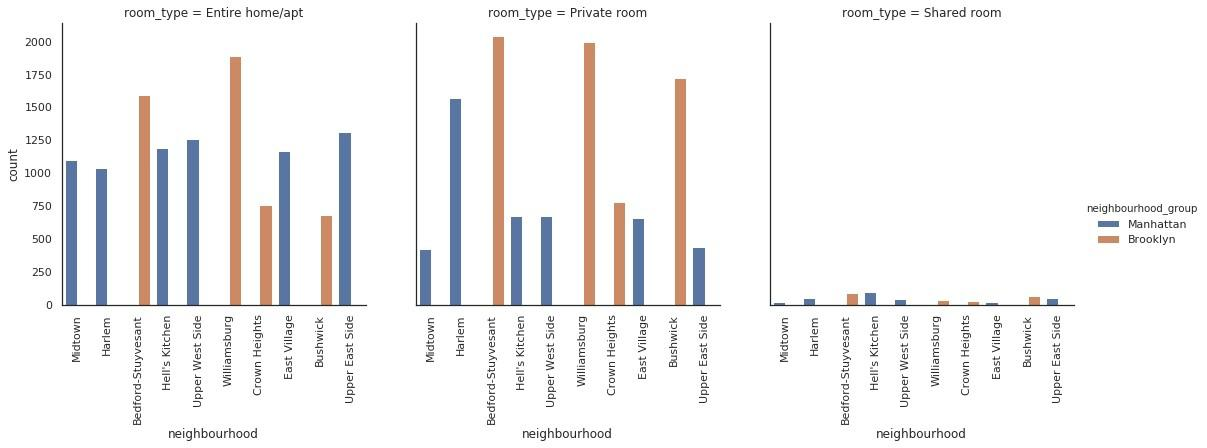 room_type = Entire home/apt
room_type = Private room
room_type = Shared room
2000
1750
1500
1250
1000
750
500
250
0
count
Midtown
Harlem
Bedford-Stuyvesant
Hell's Kitchen
Upper West Side
Williamsburg
Crown Heights
East Village
Bushwick
Upper East Side
neighbourhood
Midtown
Harlem
Bedford-Stuyvesant
Hell's Kitchen
Upper West Side
Williamsburg
Crown Heights
East Village
Bushwick
Upper East Side
neighbourhood
Midtown
Harlem
Bedford-Stuyvesant
Hell's Kitchen
Upper West Side
Williamsburg
Crown Heights
East Village
Bushwick
Upper East Side
neighbourhood
neighbourhood_group
Manhattan
Brooklyn